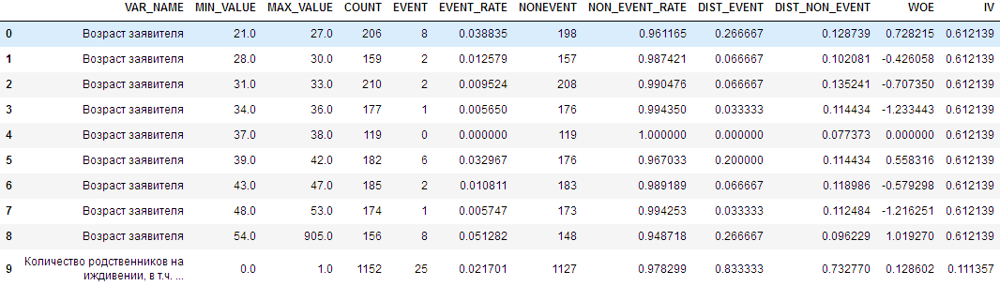 VAR_NAME MIN_VALUE MAX_VALUE COUNT EVENT EVENT_RATE NONEVENT NON_EVENT_RATE DIST_EVENT DIST_NON_EVENT WOE IV
0 Возраст заявителя 21.0 27.0 206 8 0.038835 198 0.961165 0.266667 0.128739 0.728215 0.612139
1 Возраст заявителя 28.0 30.0 159 2 0.012579 157 0.987421 0.066667 0.102081 -0.426058 0.612139
2 Возраст заявителя 31.0 33.0 210 2 0.009524 208 0.990476 0.066667 0.135241 -0.707350 0.612139
3 Возраст заявителя 34.0 36.0 177 1 0.005650 176 0.994350 0.033333 0.114434 -1.233443 0.612139
4 Возраст заявителя 37.0 38.0 119 0 0.000000 119 1.000000 0.000000 0.077373 0.000000 0.612139
5 Возраст заявителя 39.0 42.0 182 6 0.032967 176 0.967033 0.200000 0.114434 0.558316 0.612139
6 Возраст заявителя 43.0 47.0 185 2 0.010811 183 0.989189 0.066667 0.118986 -0.579298 0.612139
7 Возраст заявителя 48.0 53.0 174 1 0.005747 173 0.994253 0.033333 0.112484 -1.216251 0.612139
8 Возраст заявителя 54.0 905.0 156 8 0.051282 148 0.948718 0.266667 0.096229 1.019270 0.612139
9 Количество родственников на иждивении, в т.ч. ... 0.0 1.0 1152 25 0.021701 1127 0.978299 0.833333 0.732770 0.128602 0.111357